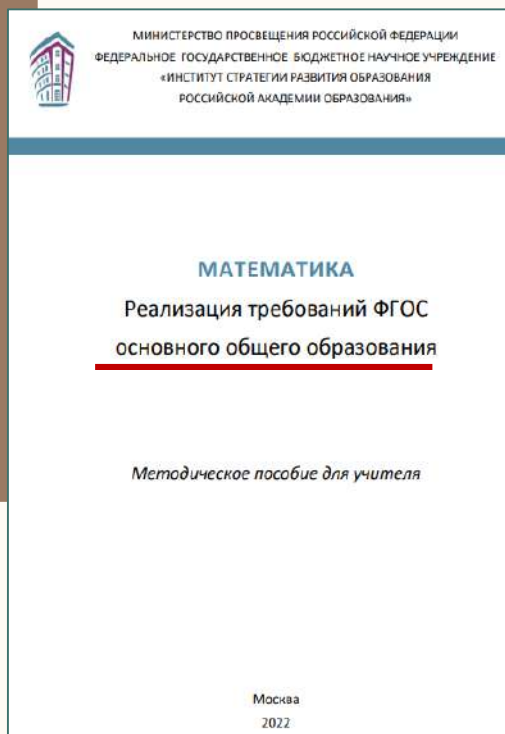 МИНИСТЕРСТВО ПРОСВЕЩЕНИЯ РОССИЙСКОЙ ФЕДЕРАЦИИ
ФЕДЕРАЛЬНОЕ ГОСУДАРСТВЕННОЕ БЮДЖЕТНОЕ НАУЧНОЕ УЧРЕЖДЕНИЕ
«ИНСТИТУТ СТРАТЕГИИ РАЗВИТИЯ ОБРАЗОВАНИЯ
РОССИЙСКОЙ АКАДЕМИИ ОБРАЗОВАНИЯ»
МАТЕМАТИКА
Реализация требований ФГОС
основного общего образования
Методическое пособие для учителя
Москва
2022